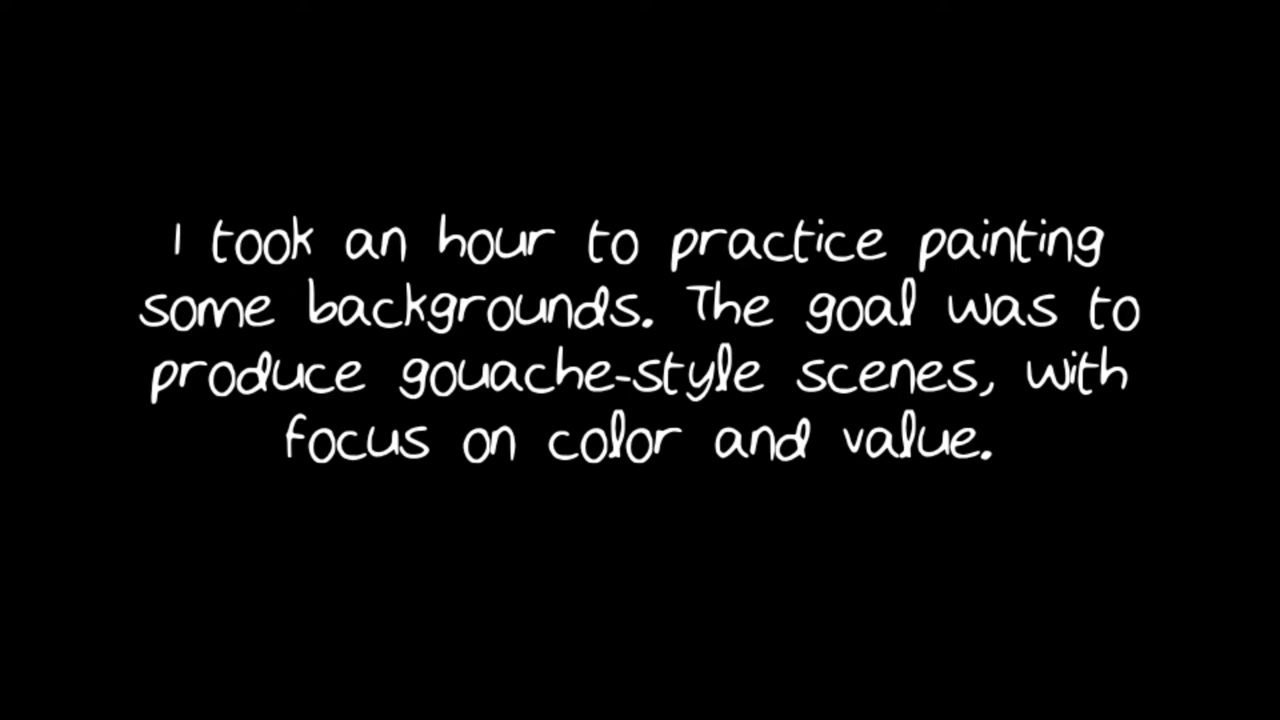 I took an hour to practice painting
some backgrounds. The goal was to
produce gouache-style scenes, with
focus on color and value.